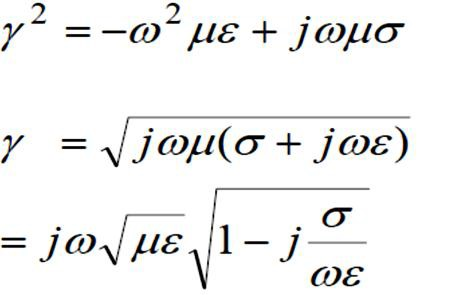 γ² = −ω² με + jωμσ
γ = √(jωμ(σ + jωε))
= jω√(με) √(1 − j σ/(ωε))